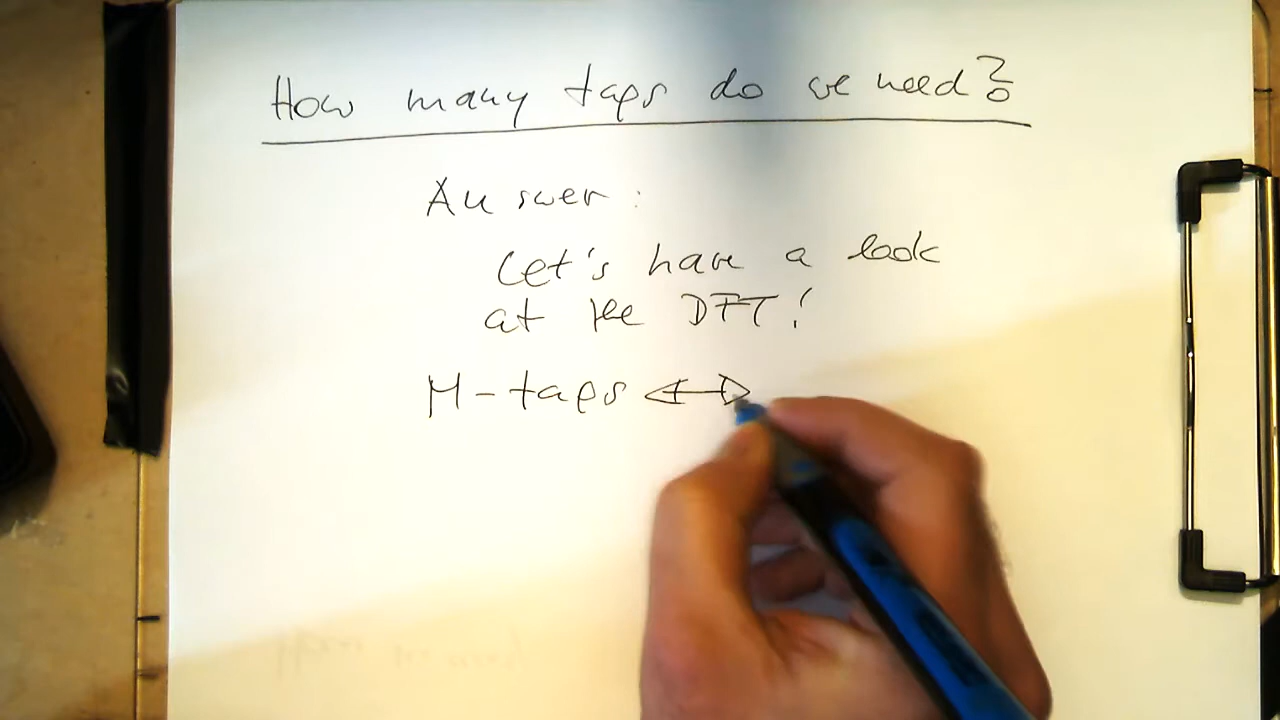 How many taps do we need?
Answer:
Let's have a look
at the DFT!
M-taps ⟷